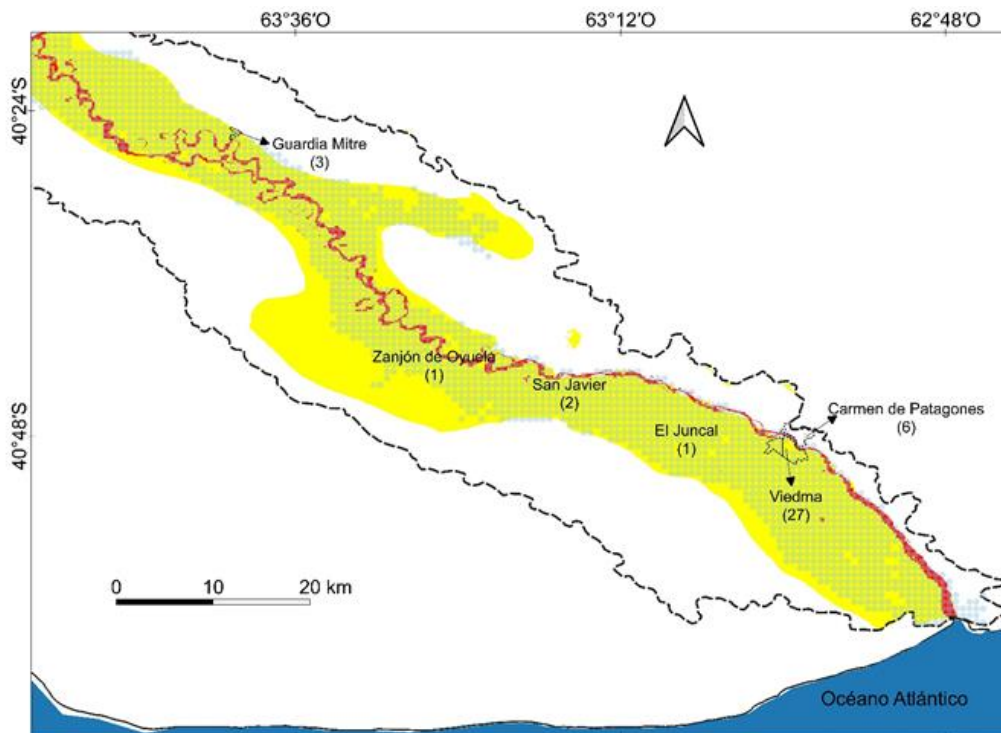 63°36'O
63°12'O
62°48'O
40°24'S
Guardia Mitre
(3)
Zanjón de Oyuela
(1)
San Javier
(2)
40°48'S
El Juncal
(1)
Carmen de Patagones
(6)
Viedma
(27)
0 10 20 km
Océano Atlántico